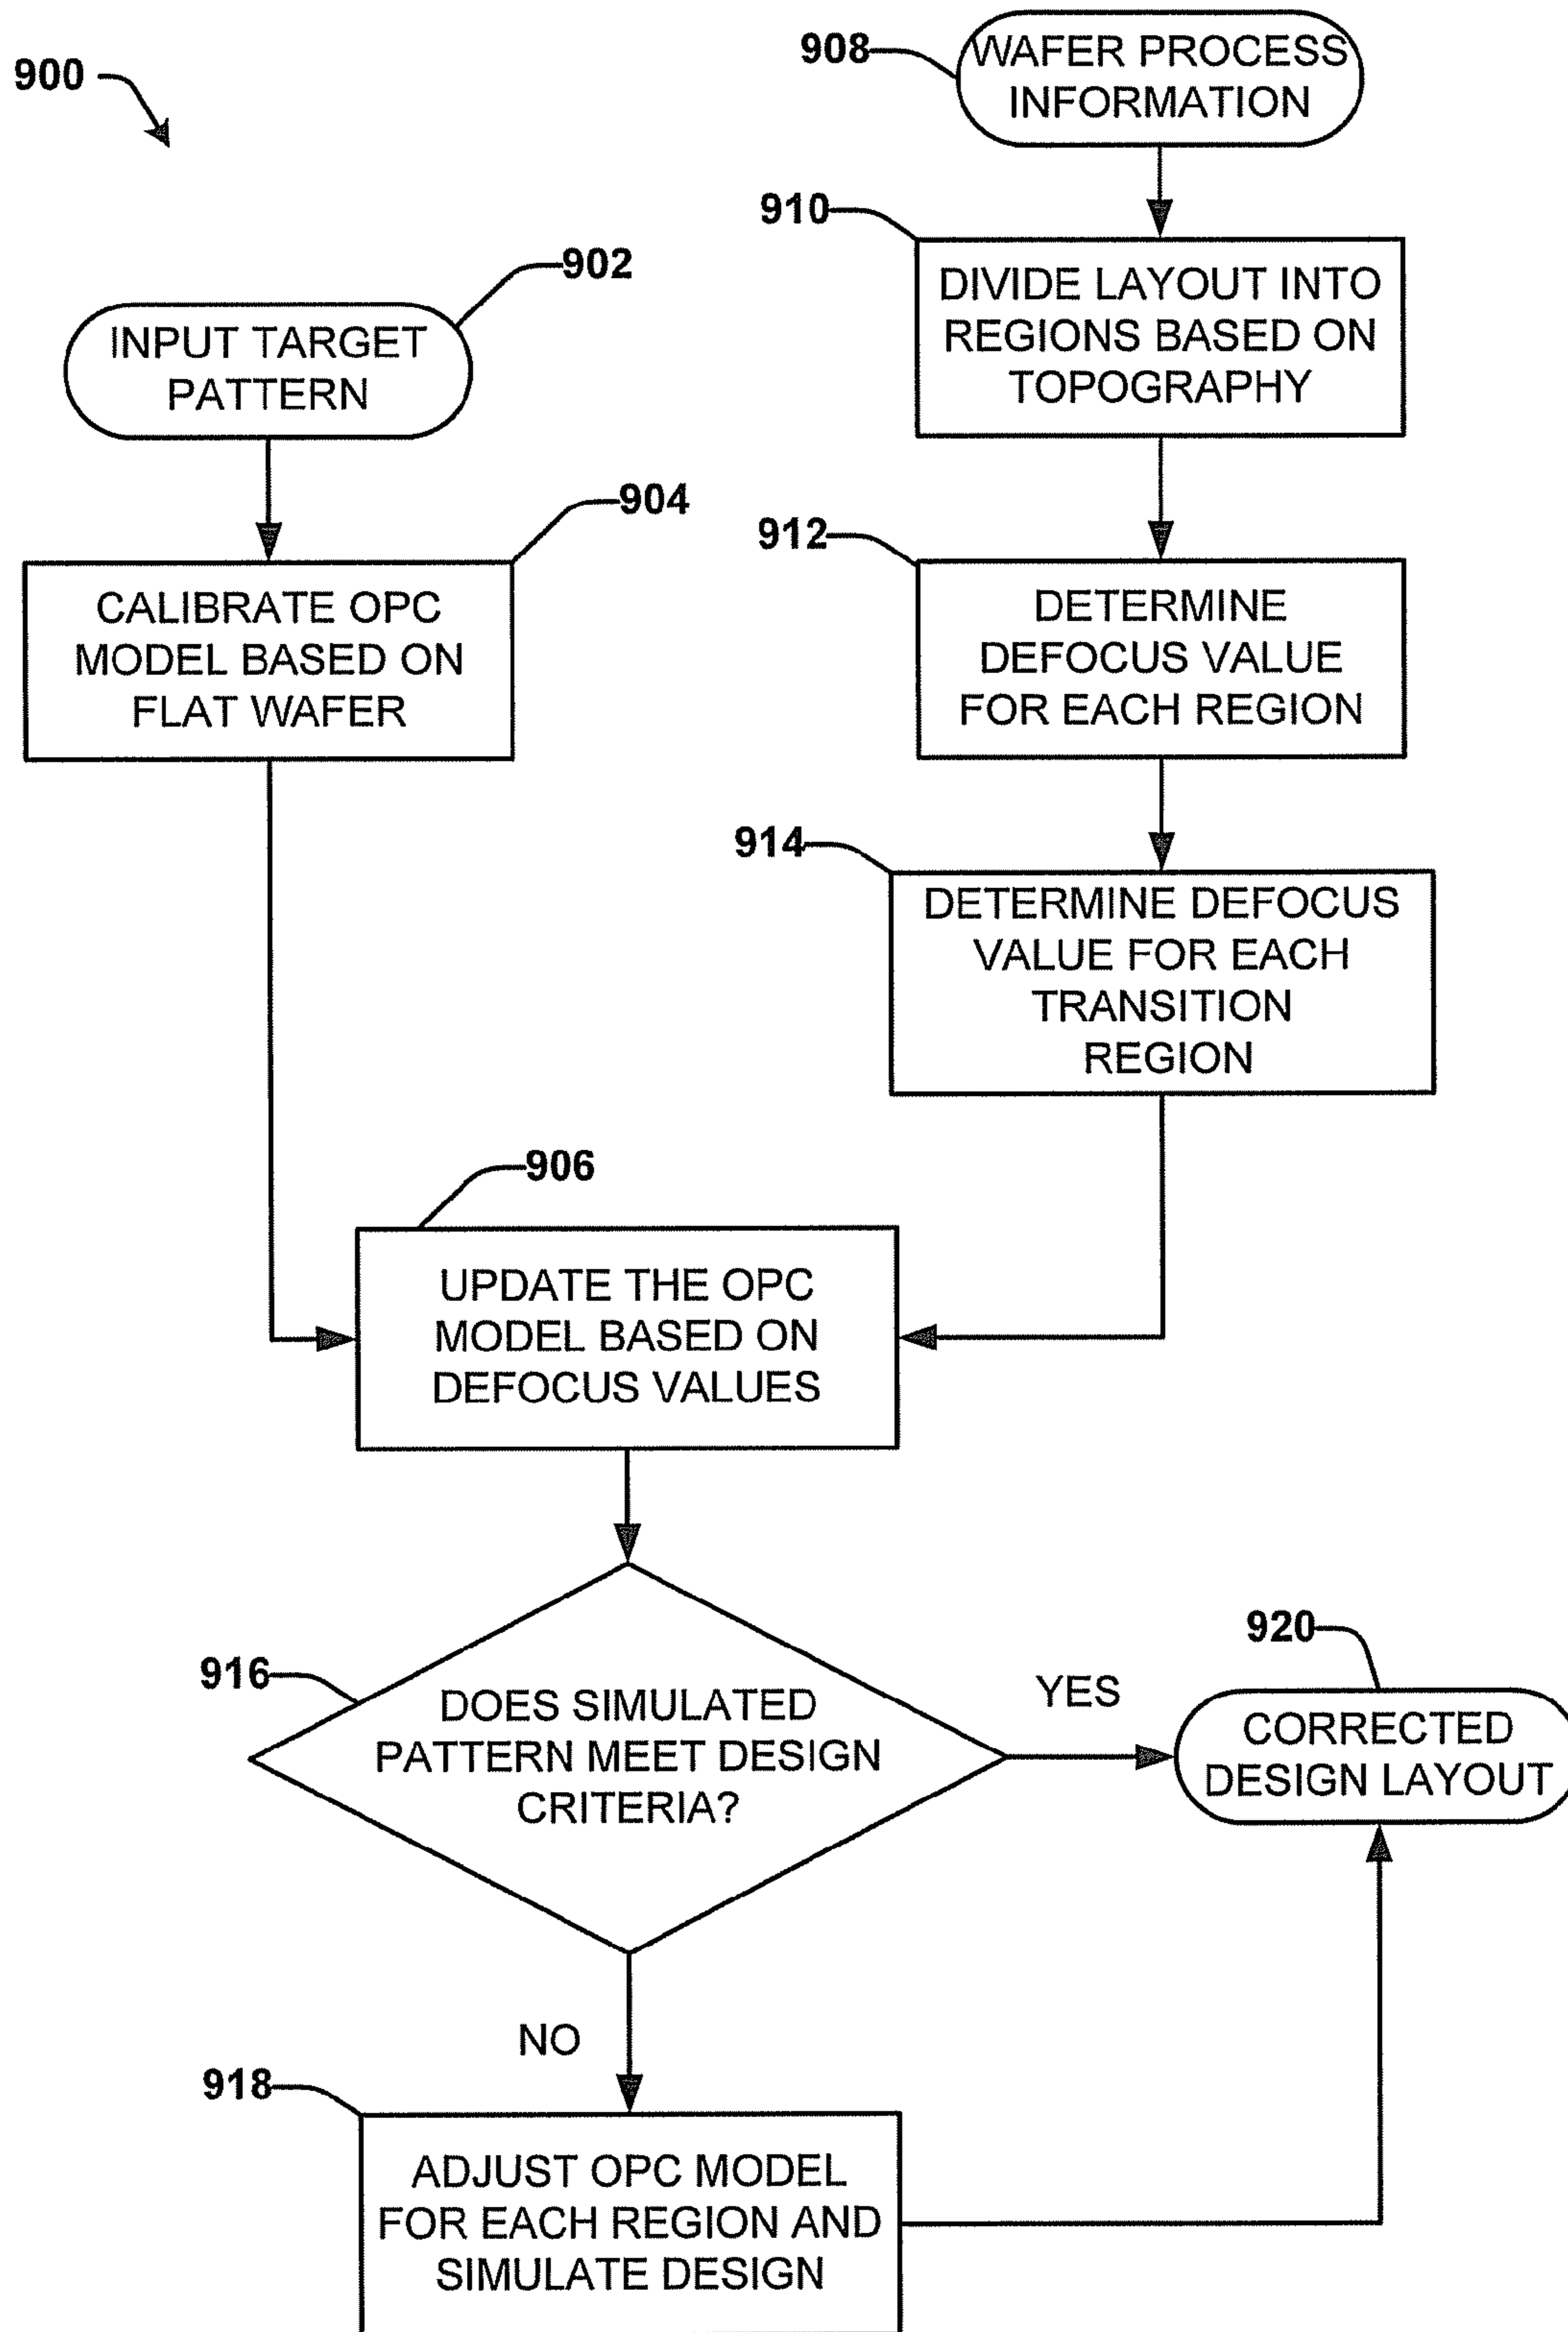 900
908
WAFER PROCESS
INFORMATION
910
DIVIDE LAYOUT INTO
REGIONS BASED ON
TOPOGRAPHY
902
INPUT TARGET
PATTERN
904
CALIBRATE OPC
MODEL BASED ON
FLAT WAFER
912
DETERMINE
DEFOCUS VALUE
FOR EACH REGION
914
DETERMINE DEFOCUS
VALUE FOR EACH
TRANSITION
REGION
906
UPDATE THE OPC
MODEL BASED ON
DEFOCUS VALUES
916
DOES SIMULATED
PATTERN MEET DESIGN
CRITERIA?
YES
920
CORRECTED
DESIGN LAYOUT
NO
918
ADJUST OPC MODEL
FOR EACH REGION AND
SIMULATE DESIGN